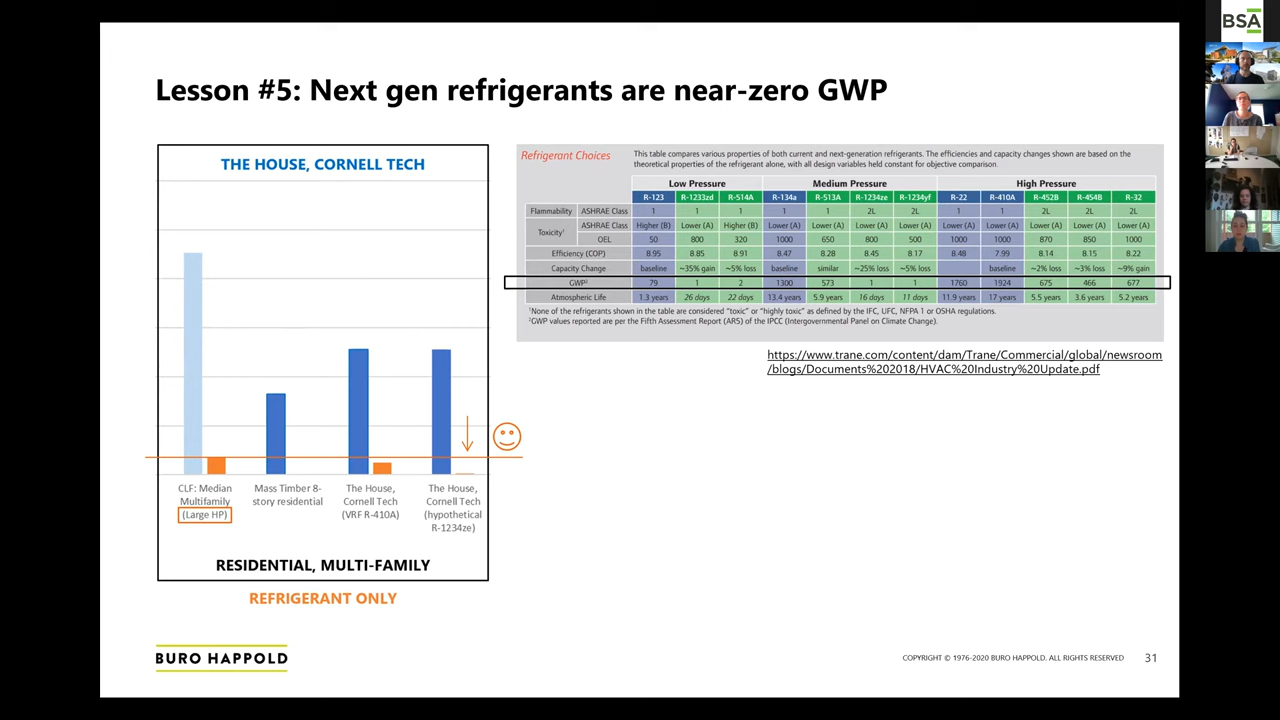 BSA
Lesson #5: Next gen refrigerants are near-zero GWP
THE HOUSE, CORNELL TECH
CLF: Median Multifamily (Large HP)
Mass Timber 8-story residential
The House, Cornell Tech (VRF R-410A)
The House, Cornell Tech (hypothetical R-1234ze)
RESIDENTIAL, MULTI-FAMILY
REFRIGERANT ONLY
Refrigerant Choices
This table compares various properties of both current and next-generation refrigerants. The efficiencies and capacity changes shown are based on the
theoretical properties of the refrigerant alone, with all design variables held constant for objective comparison.
Low Pressure Medium Pressure High Pressure
R-123 R-1233zd R-514A R-134a R-513A R-1234ze R-1234yf R-22 R-410A R-452B R-454B R-32
Flammability ASHRAE Class 1 1 1 1 1 2L 2L 1 1 2L 2L 2L
Toxicity¹ ASHRAE Class Higher (B) Lower (A) Higher (B) Lower (A) Lower (A) Lower (A) Lower (A) Lower (A) Lower (A) Lower (A) Lower (A) Lower (A)
OEL 50 800 320 1000 650 800 500 1000 1000 870 850 1000
Efficiency (COP) 8.95 8.85 8.91 8.47 8.28 8.45 8.17 8.48 7.99 8.14 8.15 8.22
Capacity Change baseline ~35% gain ~5% loss baseline similar ~25% loss ~5% loss baseline ~2% loss ~3% loss ~9% gain
GWP² 79 1 2 1300 573 1 1 1760 1924 675 466 677
Atmospheric Life 1.3 years 26 days 22 days 13.4 years 5.9 years 16 days 11 days 11.9 years 17 years 5.5 years 3.6 years 5.2 years
¹None of the refrigerants shown in the table are considered "toxic" or "highly toxic" as defined by the IFC, UFC, NFPA 1 or OSHA regulations.
²GWP values reported are per the Fifth Assessment Report (AR5) of the IPCC (Intergovernmental Panel on Climate Change).
https://www.trane.com/content/dam/Trane/Commercial/global/newsroom
/blogs/Documents%202018/HVAC%20Industry%20Update.pdf
BURO HAPPOLD
COPYRIGHT © 1976-2020 BURO HAPPOLD. ALL RIGHTS RESERVED 31